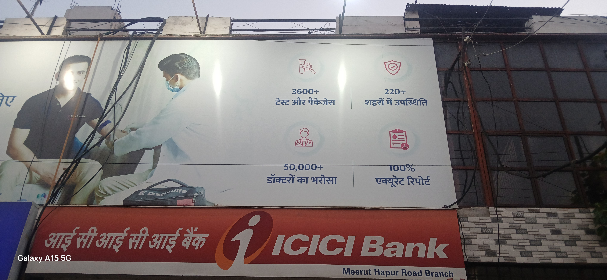 3600+
टेस्ट और पैकेजेस
220+
शहरों में उपस्थिति
50,000+
डॉक्टरों का भरोसा
100%
एक्यूरेट रिपोर्ट
आई सी आई सी आई बैंक
ICICI Bank
Meerut Hapur Road Branch
Galaxy A15 5G